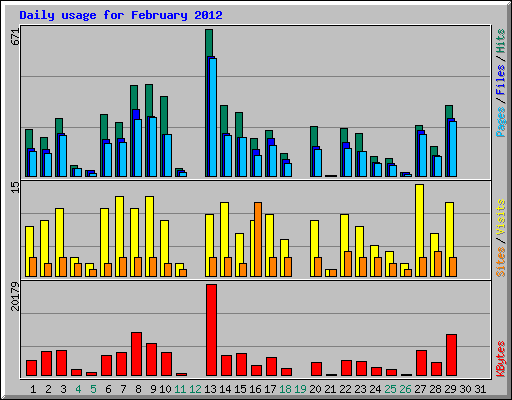 Daily usage for February 2012
671
Pages / Files / Hits
15
Sites / Visits
20179
KBytes
1 2 3 4 5 6 7 8 9 10 11 12 13 14 15 16 17 18 19 20 21 22 23 24 25 26 27 28 29 30 31